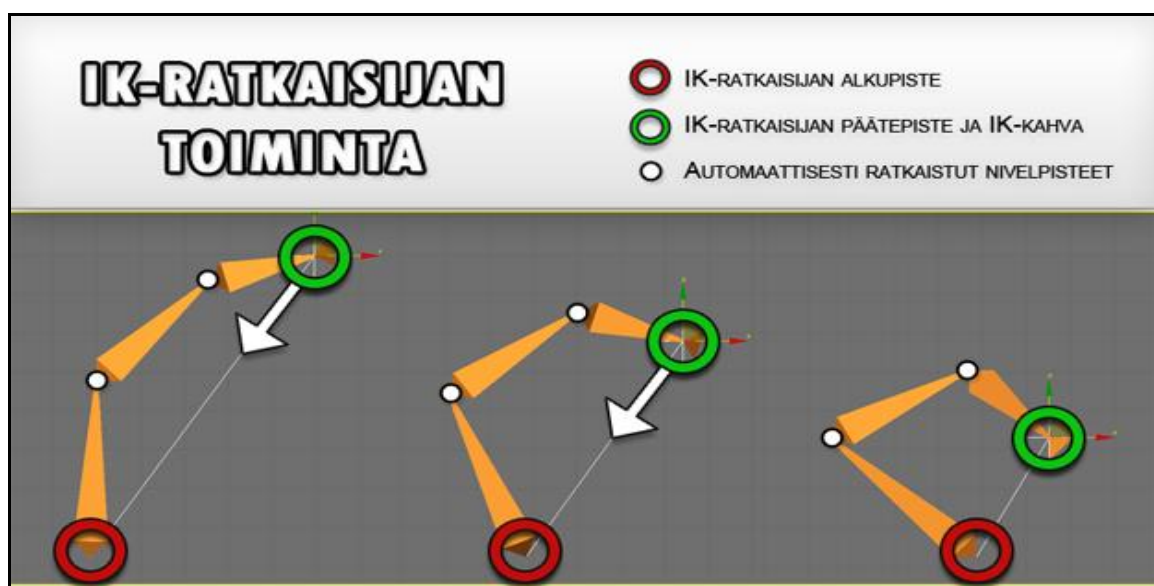 IK-RATKAISIJAN
TOIMINTA
IK-RATKAISIJAN ALKUPISTE
IK-RATKAISIJAN PÄÄTEPISTE JA IK-KAHVA
AUTOMAATTISESTI RATKAISTUT NIVELPISTEET